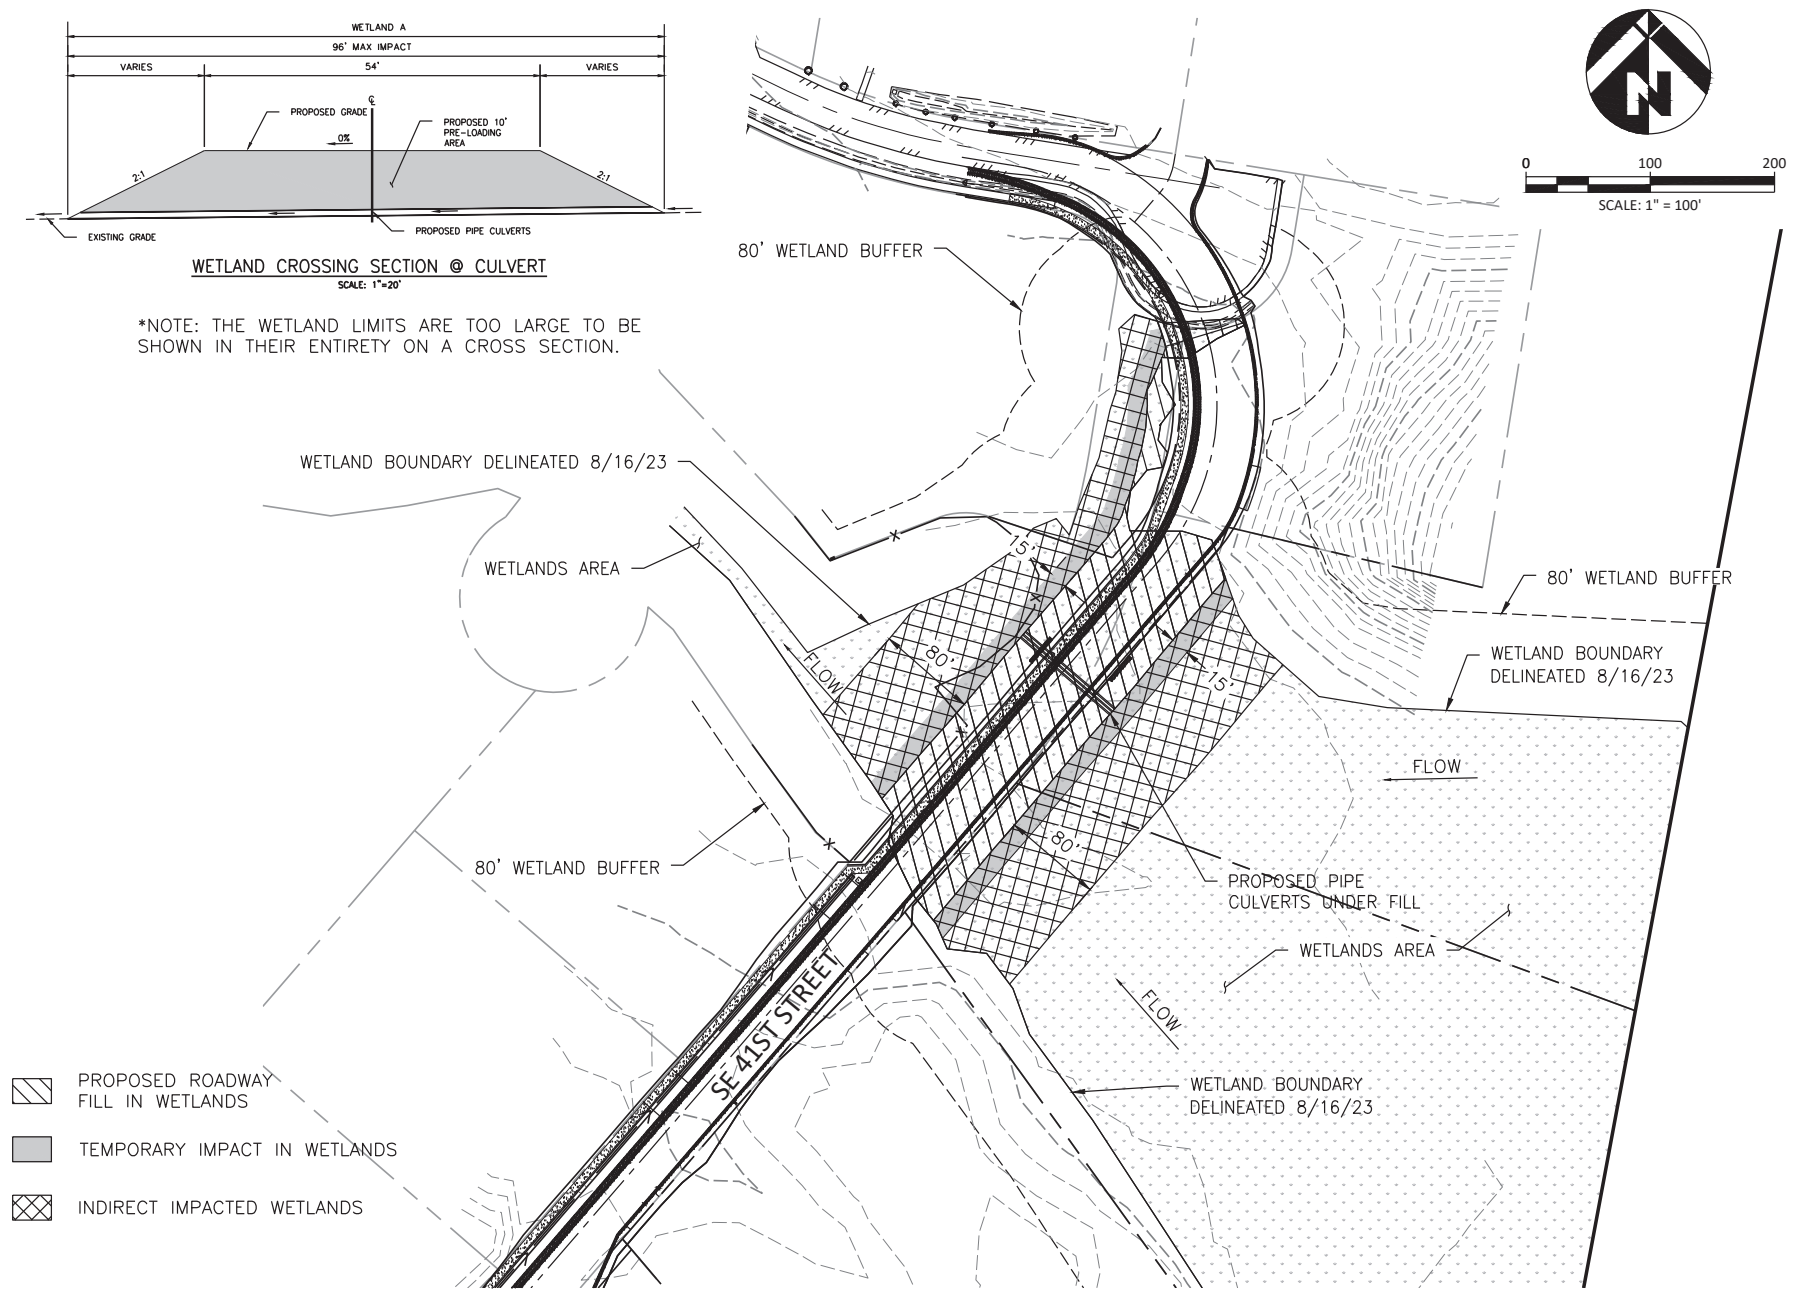 WETLAND A
96' MAX IMPACT
VARIES
54'
VARIES
℄
PROPOSED GRADE
0%
PROPOSED 10'
PRE-LOADING
AREA
2:1
2:1
EXISTING GRADE
PROPOSED PIPE CULVERTS
WETLAND CROSSING SECTION @ CULVERT
SCALE: 1"=20'
*NOTE: THE WETLAND LIMITS ARE TOO LARGE TO BE
SHOWN IN THEIR ENTIRETY ON A CROSS SECTION.
N
0
100
200
SCALE: 1" = 100'
80' WETLAND BUFFER
WETLAND BOUNDARY DELINEATED 8/16/23
WETLANDS AREA
15'
80'
FLOW
15'
80' WETLAND BUFFER
WETLAND BOUNDARY
DELINEATED 8/16/23
FLOW
80'
80' WETLAND BUFFER
PROPOSED PIPE
CULVERTS UNDER FILL
WETLANDS AREA
FLOW
SE 41ST STREET
WETLAND BOUNDARY
DELINEATED 8/16/23
PROPOSED ROADWAY
FILL IN WETLANDS
TEMPORARY IMPACT IN WETLANDS
INDIRECT IMPACTED WETLANDS